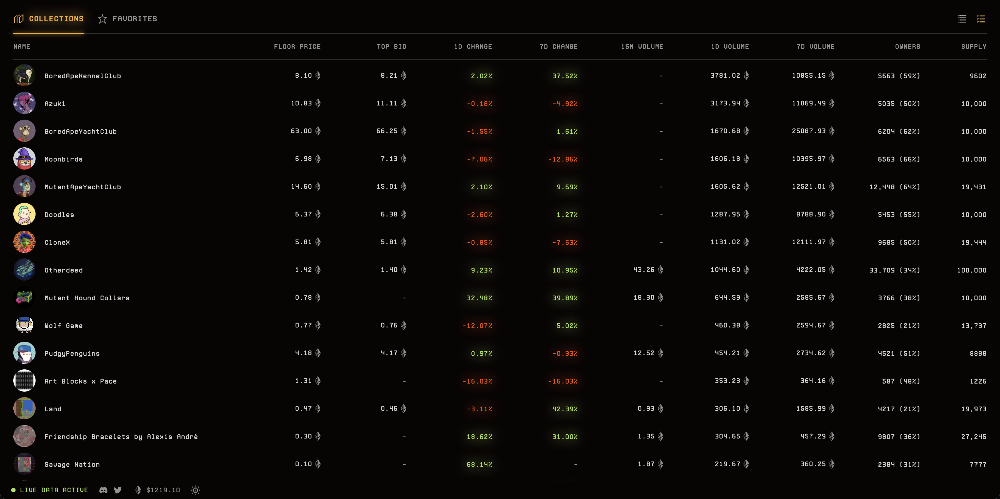 COLLECTIONS FAVORITES
NAME FLOOR PRICE TOP BID 1D CHANGE 7D CHANGE 15M VOLUME 1D VOLUME 7D VOLUME OWNERS SUPPLY
BoredApeKennelClub 8.10 8.21 2.02% 37.52% - 3781.02 10855.15 5663 (59%) 9602
Azuki 10.83 11.11 -0.18% -4.92% - 3173.94 11069.49 5035 (50%) 10,000
BoredApeYachtClub 63.00 66.25 -1.55% 1.61% - 1670.68 25087.93 6204 (62%) 10,000
Moonbirds 6.98 7.13 -7.06% -12.86% - 1606.18 10395.97 6563 (66%) 10,000
MutantApeYachtClub 14.60 15.01 2.10% 9.69% - 1605.62 12521.01 12,448 (64%) 19,431
Doodles 6.37 6.38 -2.60% 1.27% - 1287.95 8788.90 5453 (55%) 10,000
CloneX 5.81 5.81 -0.85% -7.63% - 1131.02 12111.97 9685 (50%) 19,444
Otherdeed 1.42 1.40 9.23% 10.95% 43.26 1044.60 4222.05 33,709 (34%) 100,000
Mutant Hound Collars 0.78 - 32.48% 39.89% 18.30 644.59 2585.67 3766 (38%) 10,000
Wolf Game 0.77 0.76 -12.07% 5.02% - 460.38 2594.67 2825 (21%) 13,737
PudgyPenguins 4.18 4.17 0.97% -0.33% 12.52 454.21 2734.62 4521 (51%) 8888
Art Blocks x Pace 1.31 - -16.03% -16.03% - 353.23 364.16 587 (48%) 1226
Land 0.47 0.46 -3.11% 42.39% 0.93 306.10 1585.99 4217 (21%) 19,973
Friendship Bracelets by Alexis André 0.30 - 18.62% 31.00% 1.35 304.65 457.29 9807 (36%) 27,245
Savage Nation 0.10 - 68.14% - 1.87 219.67 360.25 2384 (31%) 7777
LIVE DATA ACTIVE $1219.10